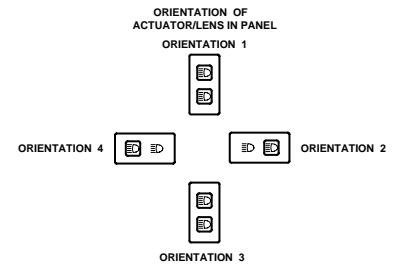 ORIENTATION OF
ACTUATOR/LENS IN PANEL
ORIENTATION 1
ORIENTATION 4
ORIENTATION 2
ORIENTATION 3